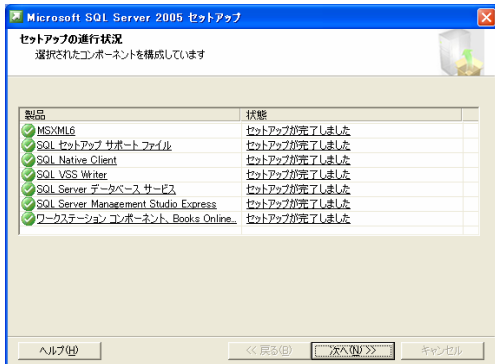 Microsoft SQL Server 2005 セットアップ
セットアップの進行状況
選択されたコンポーネントを構成しています
製品 状態
MSXML6 セットアップが完了しました
SQL セットアップ サポート ファイル セットアップが完了しました
SQL Native Client セットアップが完了しました
SQL VSS Writer セットアップが完了しました
SQL Server データベース サービス セットアップが完了しました
SQL Server Management Studio Express セットアップが完了しました
ワークステーション コンポーネント、Books Online... セットアップが完了しました
ヘルプ(H) << 戻る(B) 次へ(N) >> キャンセル